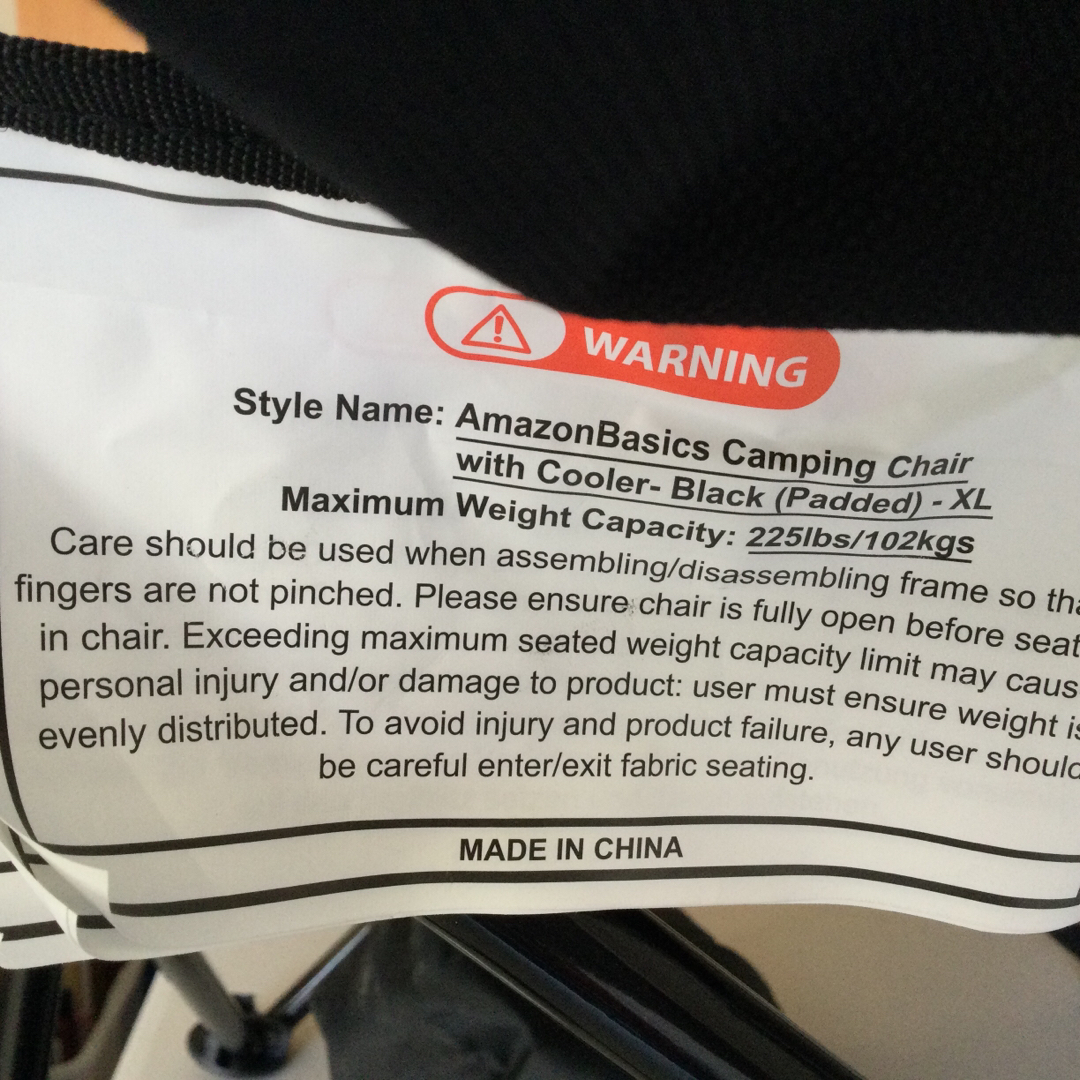 WARNING
Style Name: AmazonBasics Camping Chair
with Cooler- Black (Padded) - XL
Maximum Weight Capacity: 225lbs/102kgs
Care should be used when assembling/disassembling frame so tha
fingers are not pinched. Please ensure chair is fully open before seat
in chair. Exceeding maximum seated weight capacity limit may caus
personal injury and/or damage to product: user must ensure weight is
evenly distributed. To avoid injury and product failure, any user should
be careful enter/exit fabric seating.
MADE IN CHINA